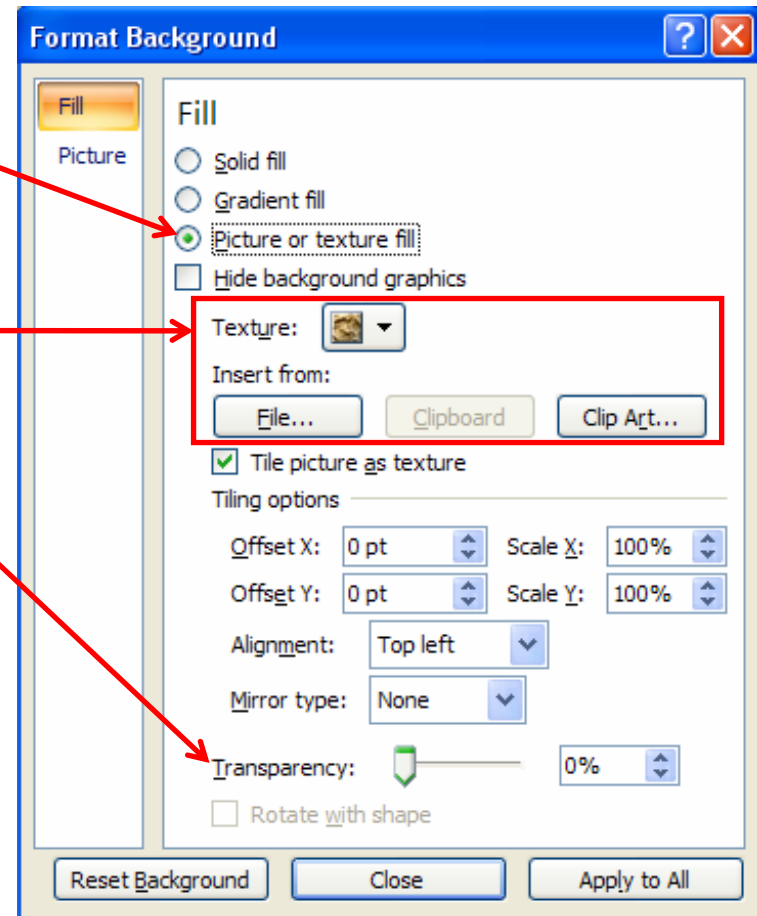 Format Background
Fill
Picture
Fill
Solid fill
Gradient fill
Picture or texture fill
Hide background graphics
Texture:
Insert from:
File... Clipboard Clip Art...
Tile picture as texture
Tiling options
Offset X: 0 pt Scale X: 100%
Offset Y: 0 pt Scale Y: 100%
Alignment: Top left
Mirror type: None
Transparency: 0%
Rotate with shape
Reset Background Close Apply to All